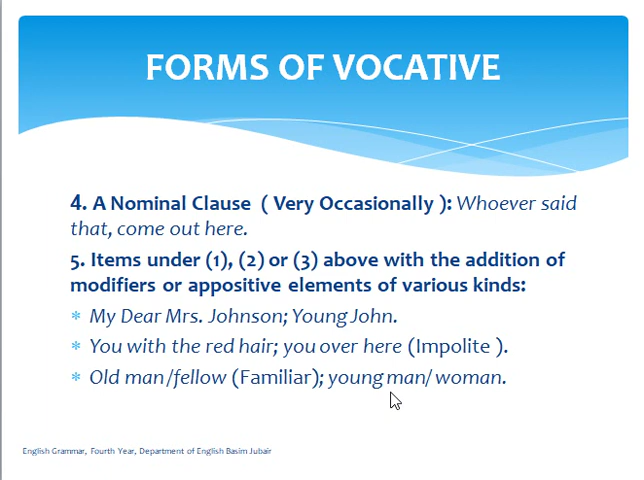 FORMS OF VOCATIVE
4. A Nominal Clause ( Very Occasionally ): Whoever said
that, come out here.
5. Items under (1), (2) or (3) above with the addition of
modifiers or appositive elements of various kinds:
* My Dear Mrs. Johnson; Young John.
* You with the red hair; you over here (Impolite ).
* Old man/fellow (Familiar); young man/ woman.
English Grammar, Fourth Year, Department of English Basim Jubair